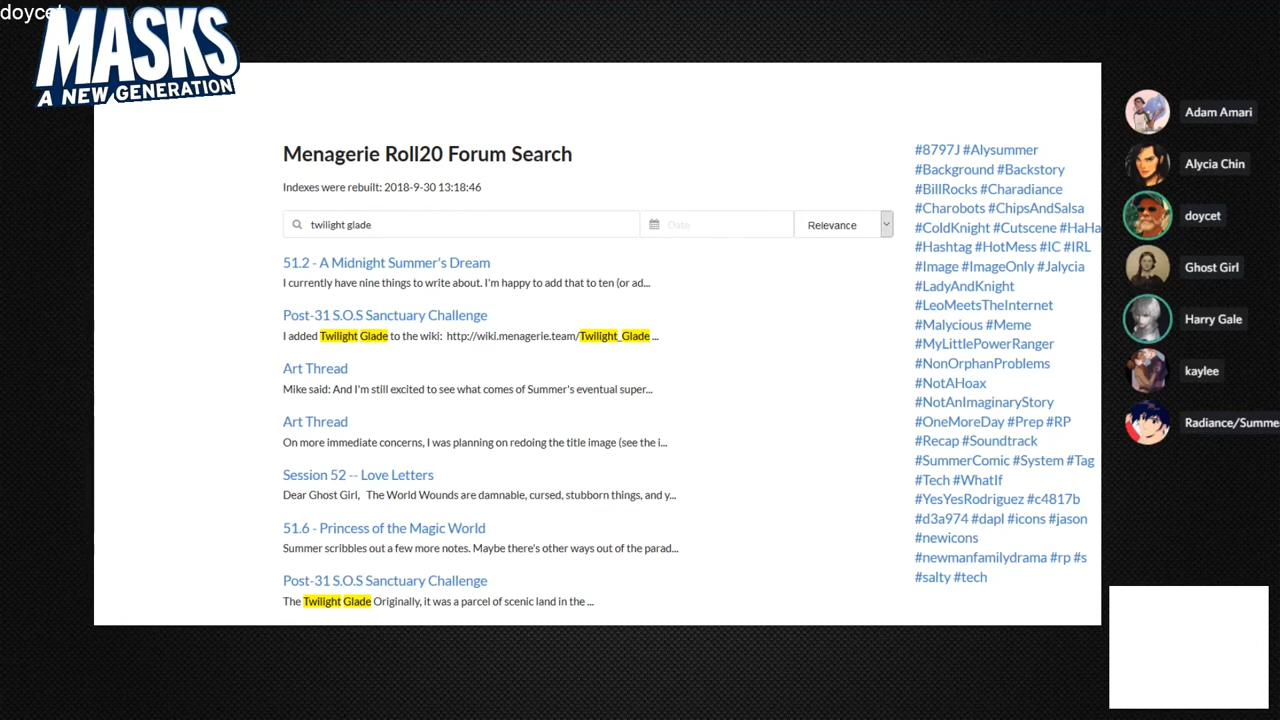 doycet
MASKS
A NEW GENERATION
Menagerie Roll20 Forum Search
Indexes were rebuilt: 2018-9-30 13:18:46
twilight glade
Date
Relevance
51.2 - A Midnight Summer's Dream
I currently have nine things to write about. I'm happy to add that to ten (or ad...
Post-31 S.O.S Sanctuary Challenge
I added Twilight Glade to the wiki: http://wiki.menagerie.team/Twilight_Glade ...
Art Thread
Mike said: And I'm still excited to see what comes of Summer's eventual super...
Art Thread
On more immediate concerns, I was planning on redoing the title image (see the i...
Session 52 -- Love Letters
Dear Ghost Girl, The World Wounds are damnable, cursed, stubborn things, and y...
51.6 - Princess of the Magic World
Summer scribbles out a few more notes. Maybe there's other ways out of the parad...
Post-31 S.O.S Sanctuary Challenge
The Twilight Glade Originally, it was a parcel of scenic land in the ...
#8797J #Alysummer
#Background #Backstory
#BillRocks #Charadiance
#Charobots #ChipsAndSalsa
#ColdKnight #Cutscene #HaHa
#Hashtag #HotMess #IC #IRL
#Image #ImageOnly #Jalycia
#LadyAndKnight
#LeoMeetsTheInternet
#Malycious #Meme
#MyLittlePowerRanger
#NonOrphanProblems
#NotAHoax
#NotAnImaginaryStory
#OneMoreDay #Prep #RP
#Recap #Soundtrack
#SummerComic #System #Tag
#Tech #WhatIf
#YesYesRodriguez #c4817b
#d3a974 #dapl #icons #jason
#newicons
#newmanfamilydrama #rp #s
#salty #tech
Adam Amari
Alycia Chin
doycet
Ghost Girl
Harry Gale
kaylee
Radiance/Summe